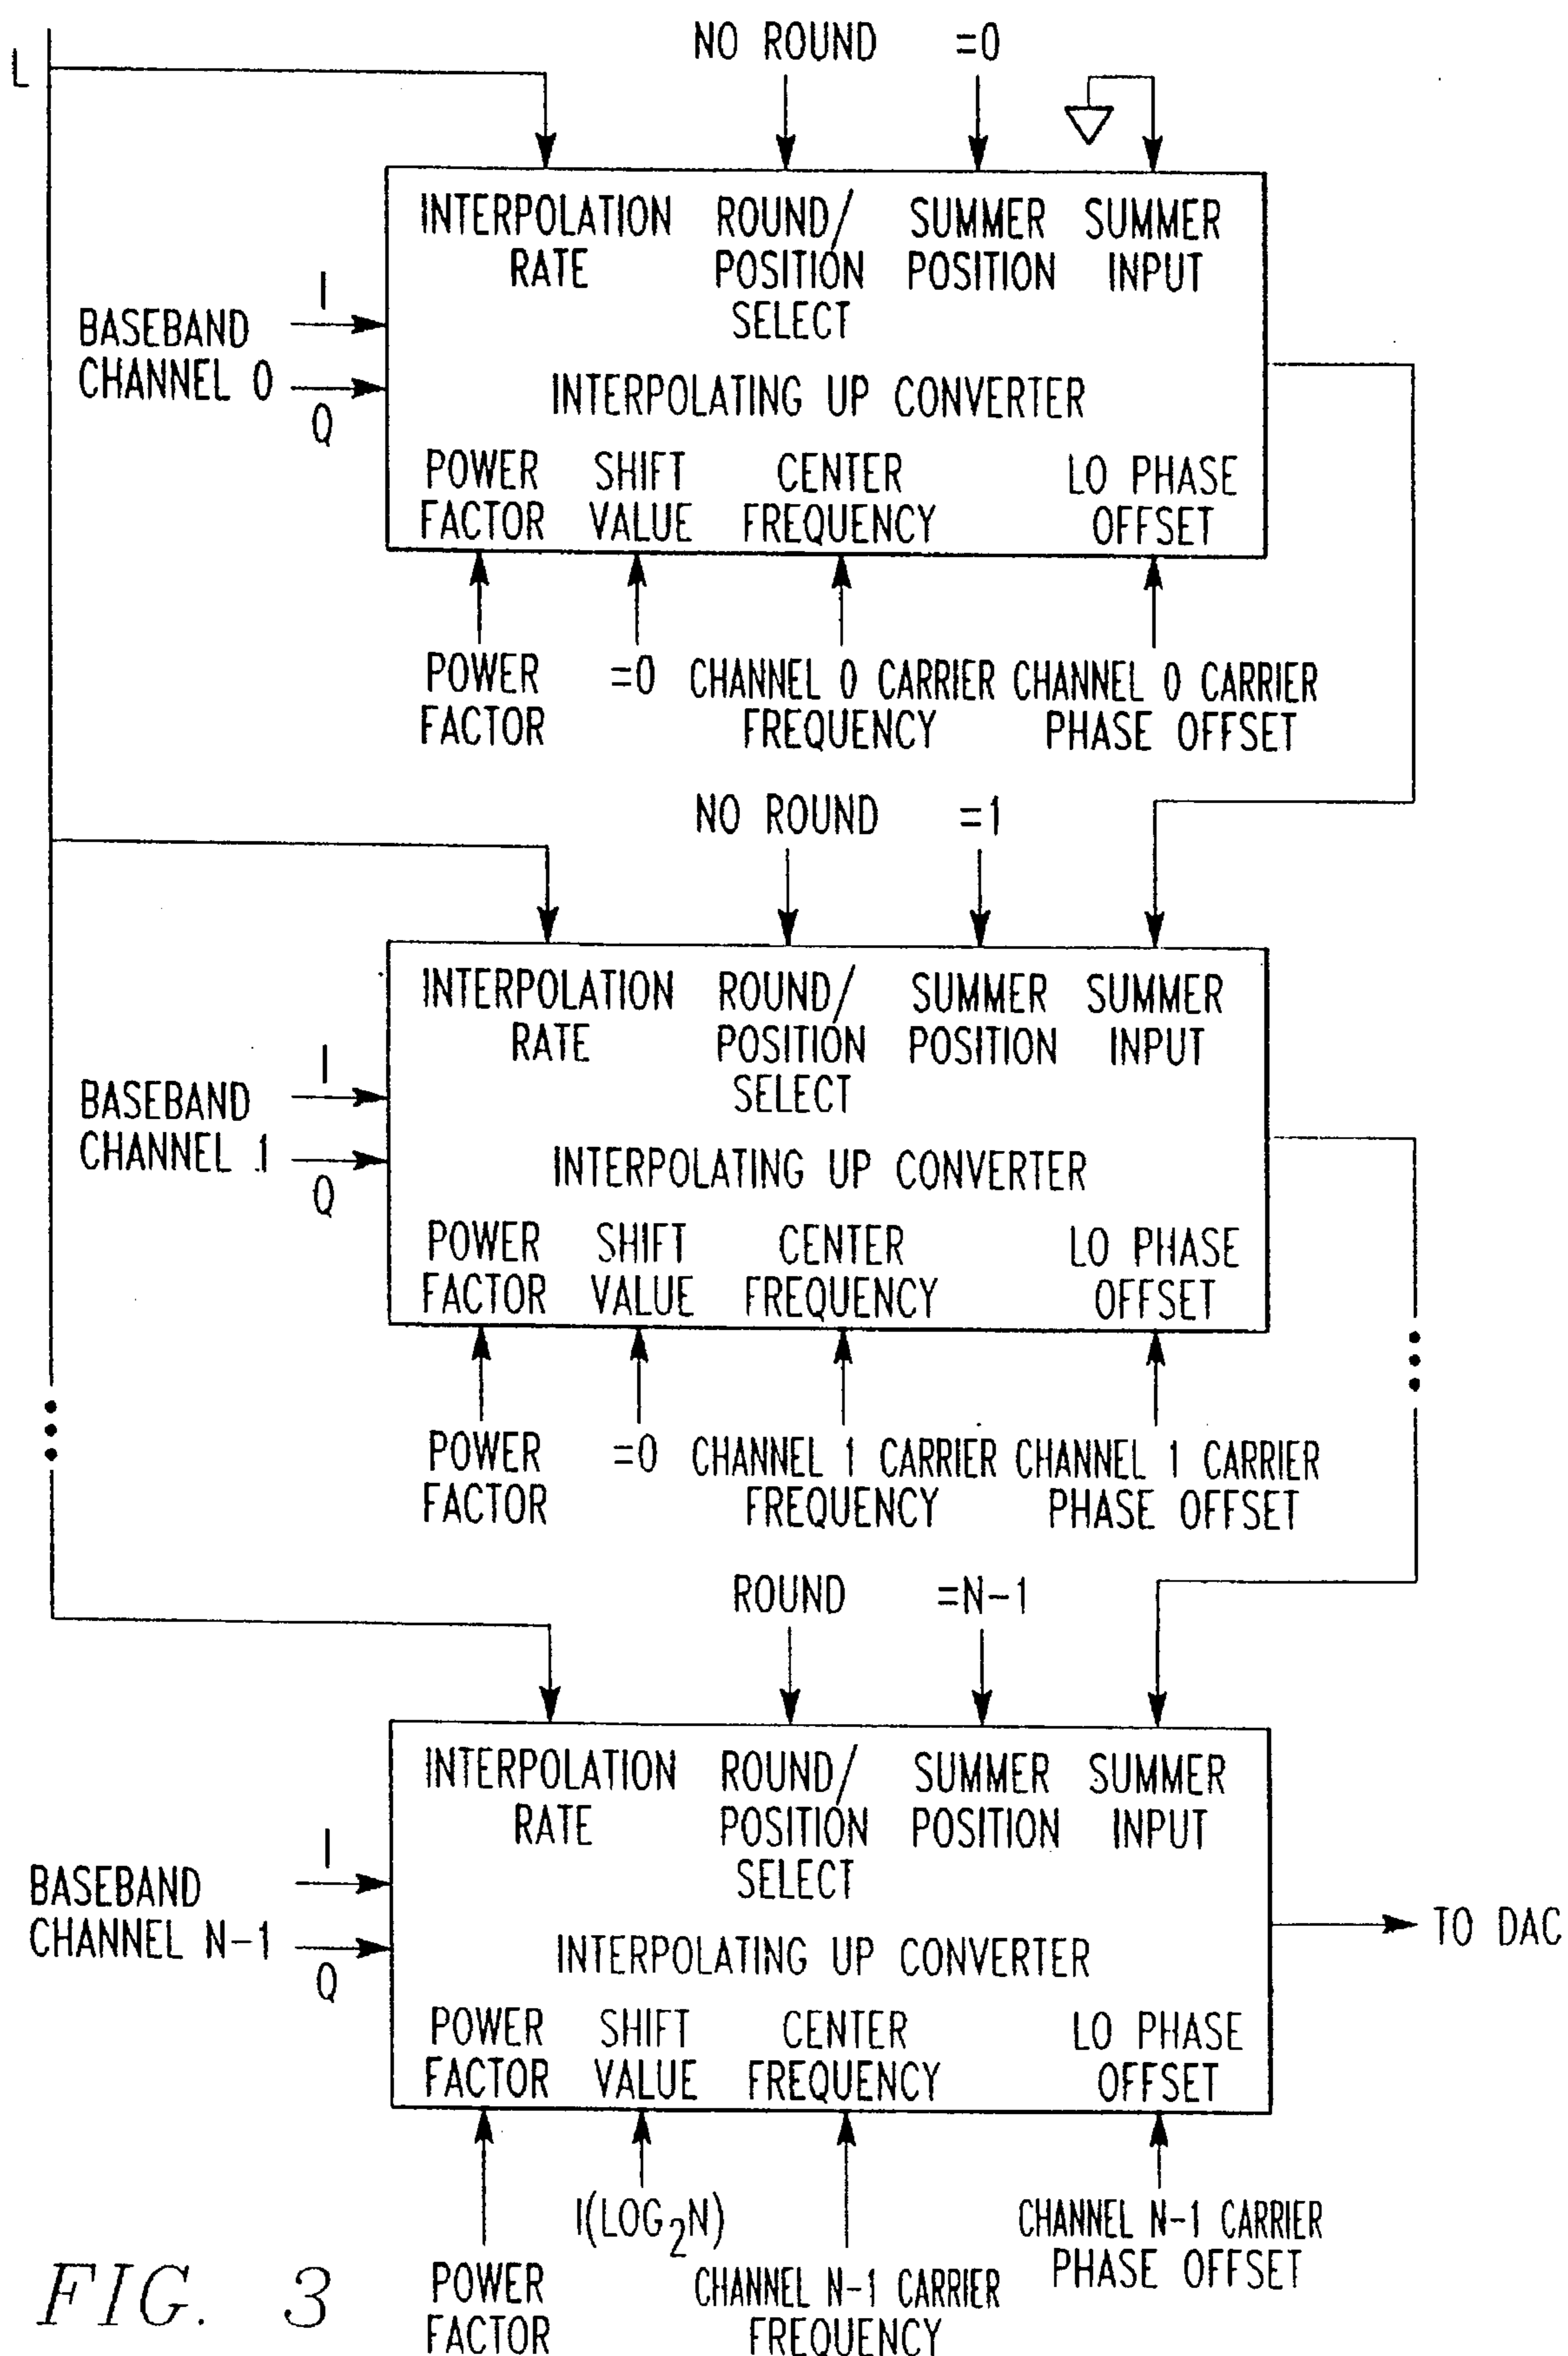 L
NO ROUND =0
INTERPOLATION RATE
ROUND/ POSITION SELECT
SUMMER POSITION
SUMMER INPUT
BASEBAND CHANNEL 0
I
Q
INTERPOLATING UP CONVERTER
POWER FACTOR
SHIFT VALUE
CENTER FREQUENCY
LO PHASE OFFSET
POWER FACTOR
=0
CHANNEL 0 CARRIER FREQUENCY
CHANNEL 0 CARRIER PHASE OFFSET
NO ROUND =1
INTERPOLATION RATE
ROUND/ POSITION SELECT
SUMMER POSITION
SUMMER INPUT
BASEBAND CHANNEL 1
I
Q
INTERPOLATING UP CONVERTER
POWER FACTOR
SHIFT VALUE
CENTER FREQUENCY
LO PHASE OFFSET
POWER FACTOR
=0
CHANNEL 1 CARRIER FREQUENCY
CHANNEL 1 CARRIER PHASE OFFSET
ROUND =N-1
INTERPOLATION RATE
ROUND/ POSITION SELECT
SUMMER POSITION
SUMMER INPUT
BASEBAND CHANNEL N-1
I
Q
INTERPOLATING UP CONVERTER
TO DAC
POWER FACTOR
SHIFT VALUE
CENTER FREQUENCY
LO PHASE OFFSET
POWER FACTOR
I(LOG₂N)
CHANNEL N-1 CARRIER FREQUENCY
CHANNEL N-1 CARRIER PHASE OFFSET
FIG. 3